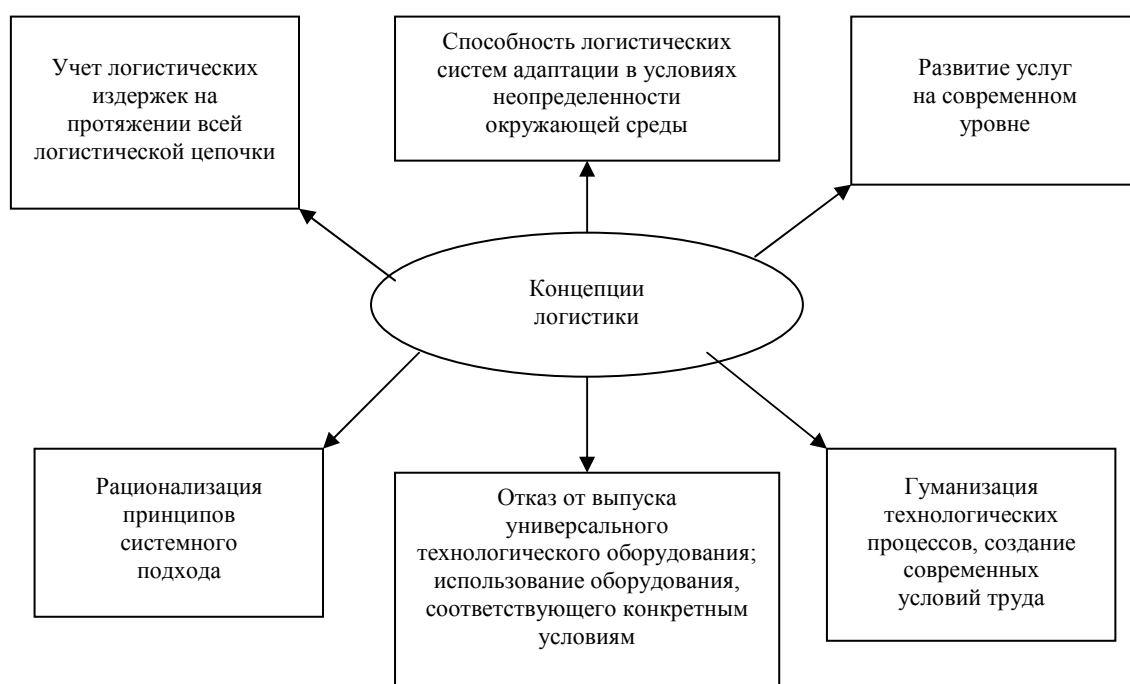 Учет логистических
издержек на
протяжении всей
логистической цепочки
Способность логистических
систем адаптации в условиях
неопределенности
окружающей среды
Развитие услуг
на современном
уровне
Концепции
логистики
Рационализация
принципов
системного
подхода
Отказ от выпуска
универсального
технологического оборудования;
использование оборудования,
соответствующего конкретным
условиям
Гуманизация
технологических
процессов, создание
современных
условий труда